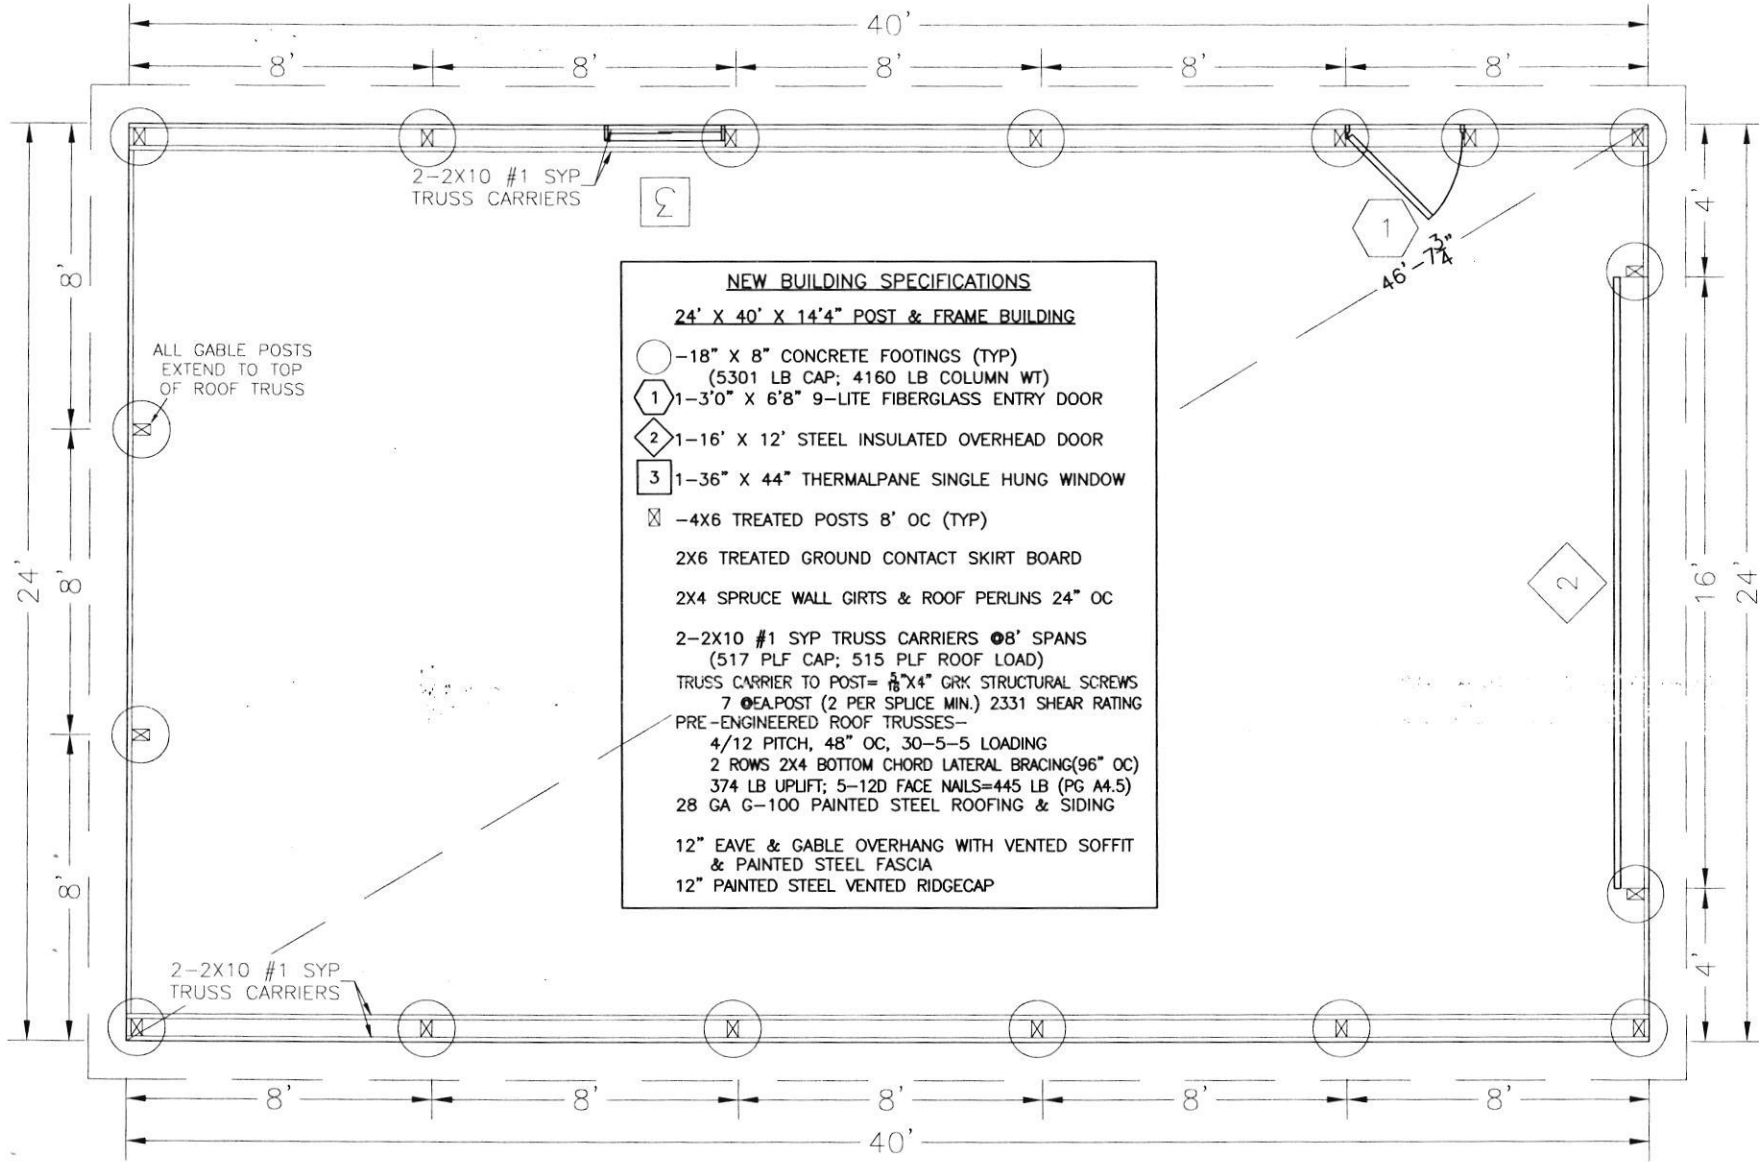 40'
8' 8' 8' 8' 8'
2-2X10 #1 SYP
TRUSS CARRIERS
3
1
46'-7 3/4"
4'
8'
ALL GABLE POSTS
EXTEND TO TOP
OF ROOF TRUSS
NEW BUILDING SPECIFICATIONS
24' X 40' X 14'4" POST & FRAME BUILDING
-18" X 8" CONCRETE FOOTINGS (TYP)
(5301 LB CAP; 4160 LB COLUMN WT)
1 1-3'0" X 6'8" 9-LITE FIBERGLASS ENTRY DOOR
2 1-16' X 12' STEEL INSULATED OVERHEAD DOOR
3 1-36" X 44" THERMALPANE SINGLE HUNG WINDOW
-4X6 TREATED POSTS 8' OC (TYP)
2X6 TREATED GROUND CONTACT SKIRT BOARD
2X4 SPRUCE WALL GIRTS & ROOF PERLINS 24" OC
2-2X10 #1 SYP TRUSS CARRIERS @8' SPANS
(517 PLF CAP; 515 PLF ROOF LOAD)
TRUSS CARRIER TO POST= 5/16"X4" GRK STRUCTURAL SCREWS
7 @EA.POST (2 PER SPLICE MIN.) 2331 SHEAR RATING
PRE-ENGINEERED ROOF TRUSSES-
4/12 PITCH, 48" OC, 30-5-5 LOADING
2 ROWS 2X4 BOTTOM CHORD LATERAL BRACING(96" OC)
374 LB UPLIFT; 5-12D FACE NAILS=445 LB (PG A4.5)
28 GA G-100 PAINTED STEEL ROOFING & SIDING
12" EAVE & GABLE OVERHANG WITH VENTED SOFFIT
& PAINTED STEEL FASCIA
12" PAINTED STEEL VENTED RIDGECAP
24'
8'
8'
2
16'
24'
4'
2-2X10 #1 SYP
TRUSS CARRIERS
8' 8' 8' 8' 8'
40'